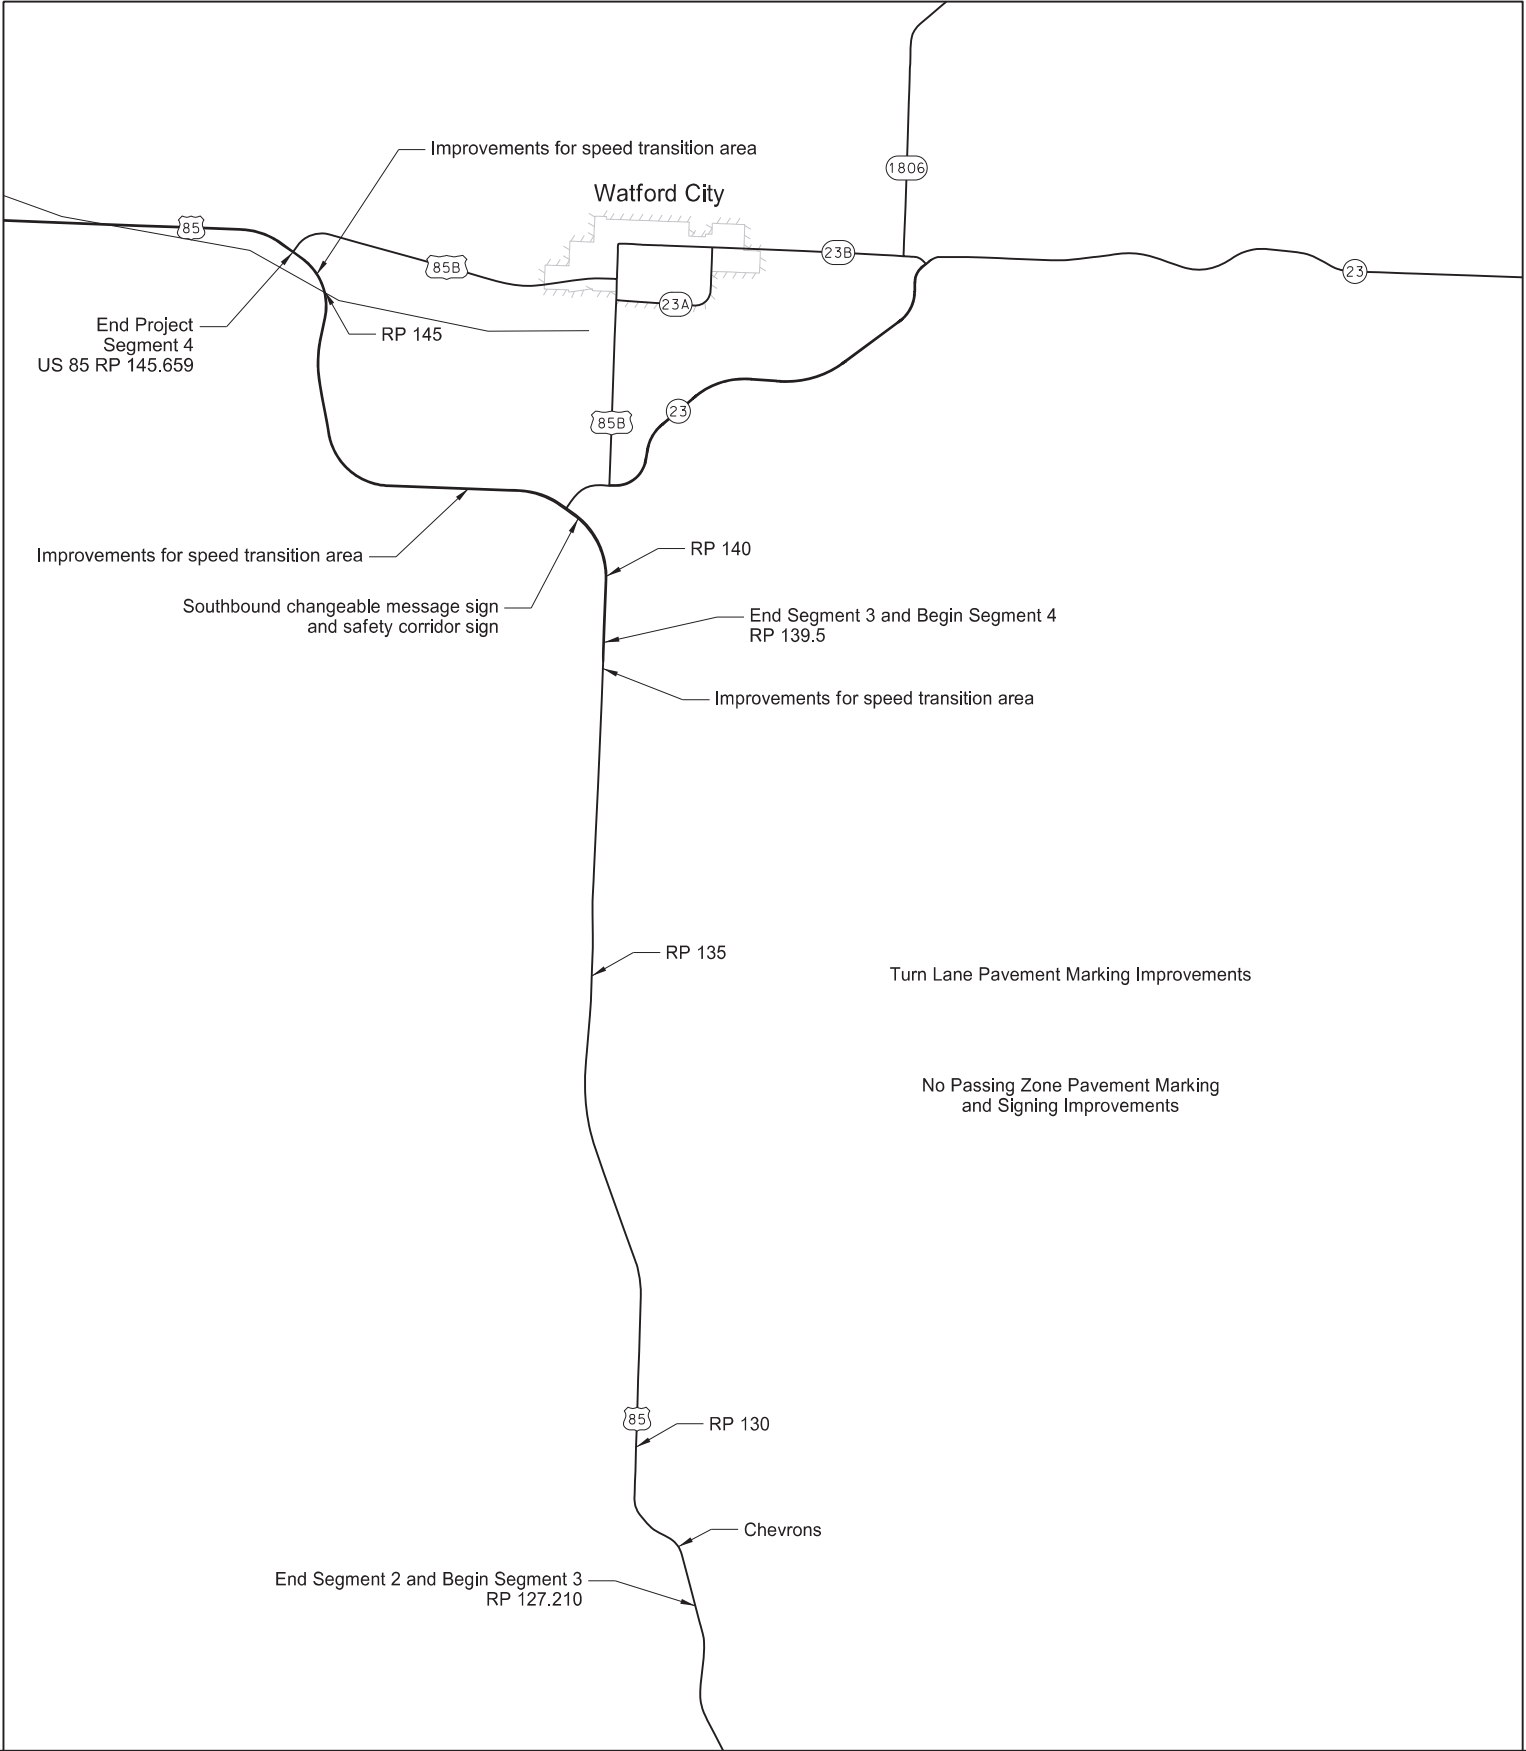 Improvements for speed transition area
1806
Watford City
85
23B
85B
23
23A
End Project
Segment 4
US 85 RP 145.659
RP 145
23
85B
Improvements for speed transition area
RP 140
Southbound changeable message sign
and safety corridor sign
End Segment 3 and Begin Segment 4
RP 139.5
Improvements for speed transition area
RP 135
Turn Lane Pavement Marking Improvements
No Passing Zone Pavement Marking
and Signing Improvements
85
RP 130
Chevrons
End Segment 2 and Begin Segment 3
RP 127.210